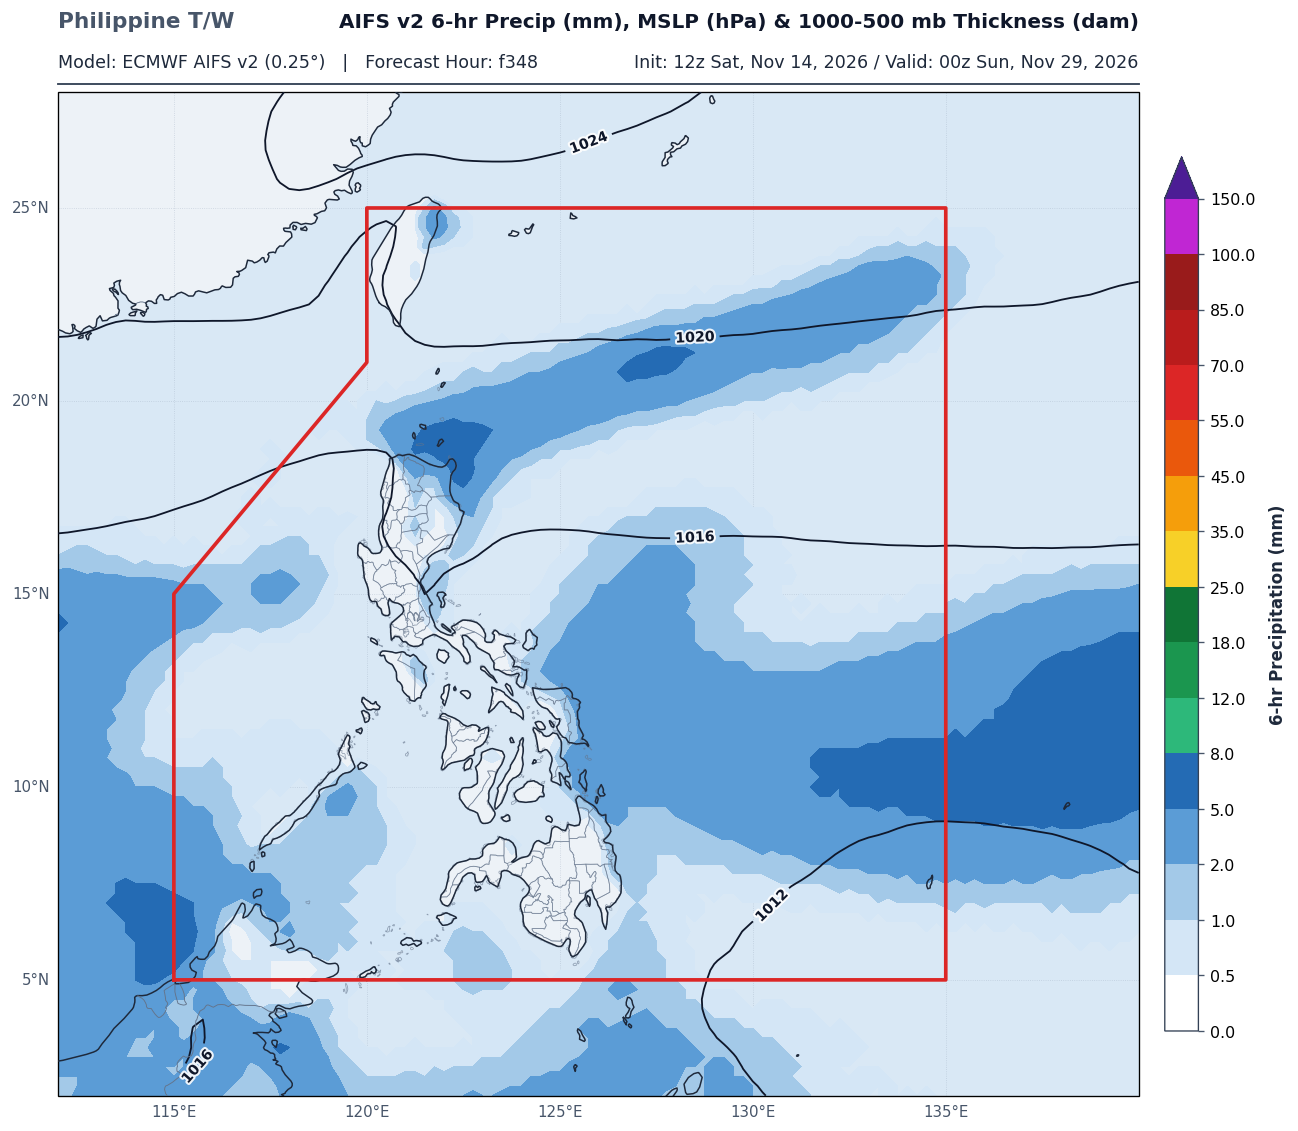 Philippine T/W
AIFS v2 6-hr Precip (mm), MSLP (hPa) & 1000-500 mb Thickness (dam)
Model: ECMWF AIFS v2 (0.25°) | Forecast Hour: f348
Init: 12z Sat, Nov 14, 2026 / Valid: 00z Sun, Nov 29, 2026
1024
1020
1016
1012
1016
25°N
20°N
15°N
10°N
5°N
115°E
120°E
125°E
130°E
135°E
150.0
100.0
85.0
70.0
55.0
45.0
35.0
25.0
18.0
12.0
8.0
5.0
2.0
1.0
0.5
0.0
6-hr Precipitation (mm)